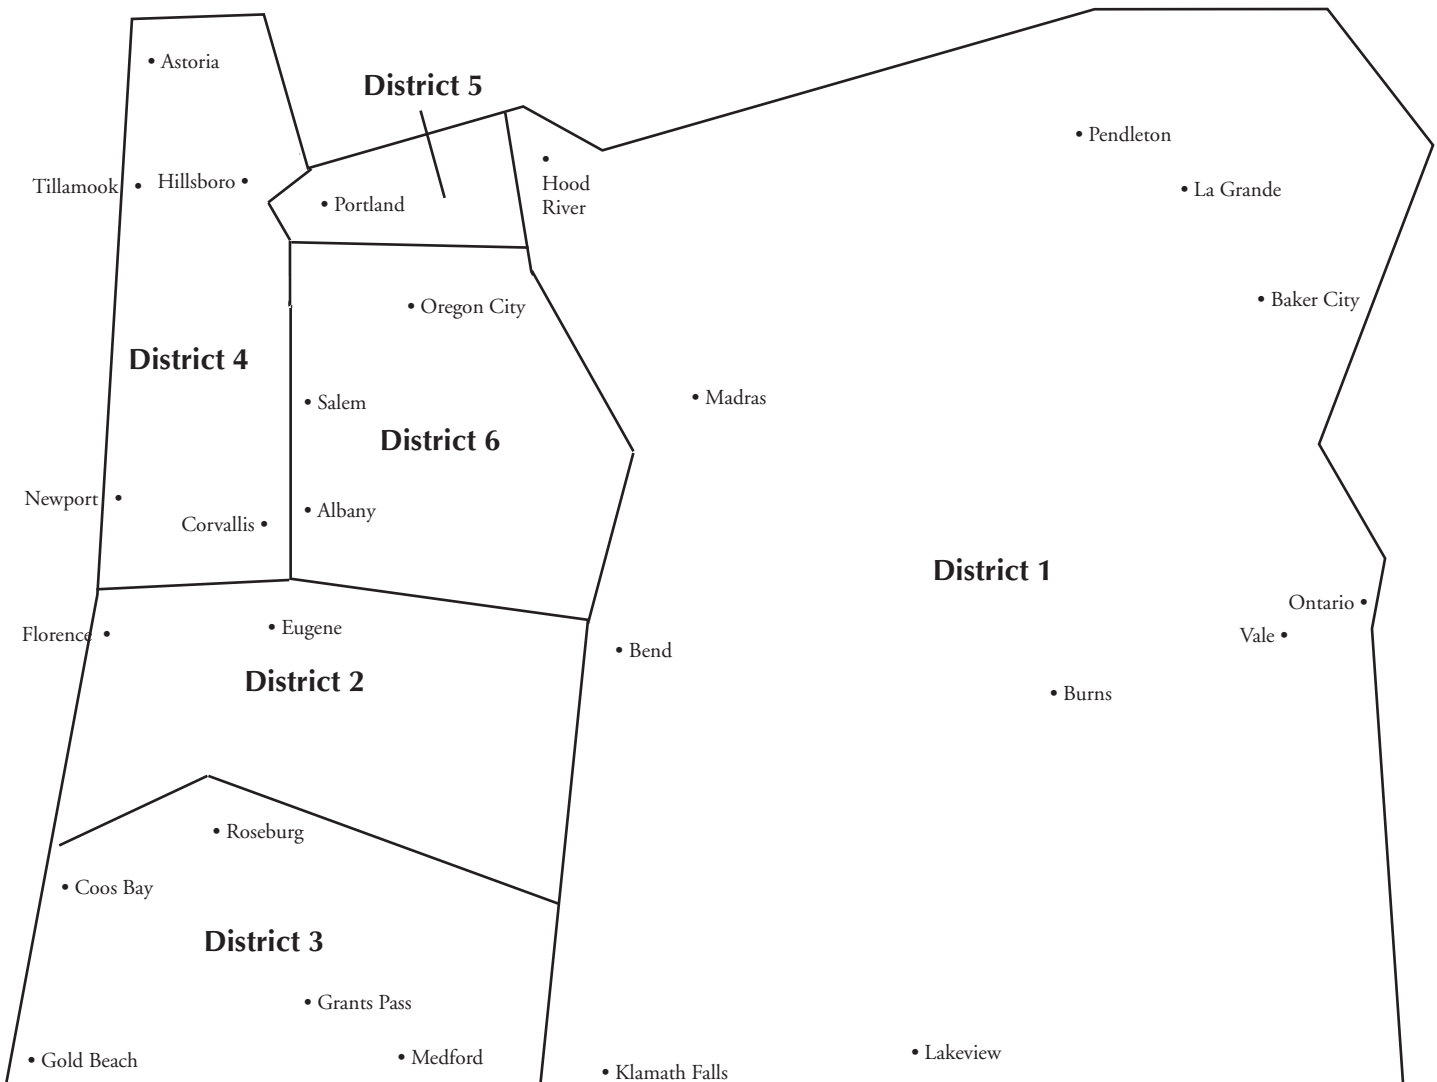 Astoria
District 5
Pendleton
Tillamook
Hillsboro
Hood
River
La Grande
Portland
Baker City
Oregon City
District 4
Madras
Salem
District 6
Newport
Albany
Corvallis
District 1
Ontario
Florence
Eugene
Vale
Bend
District 2
Burns
Roseburg
Coos Bay
District 3
Grants Pass
Lakeview
Gold Beach
Medford
Klamath Falls